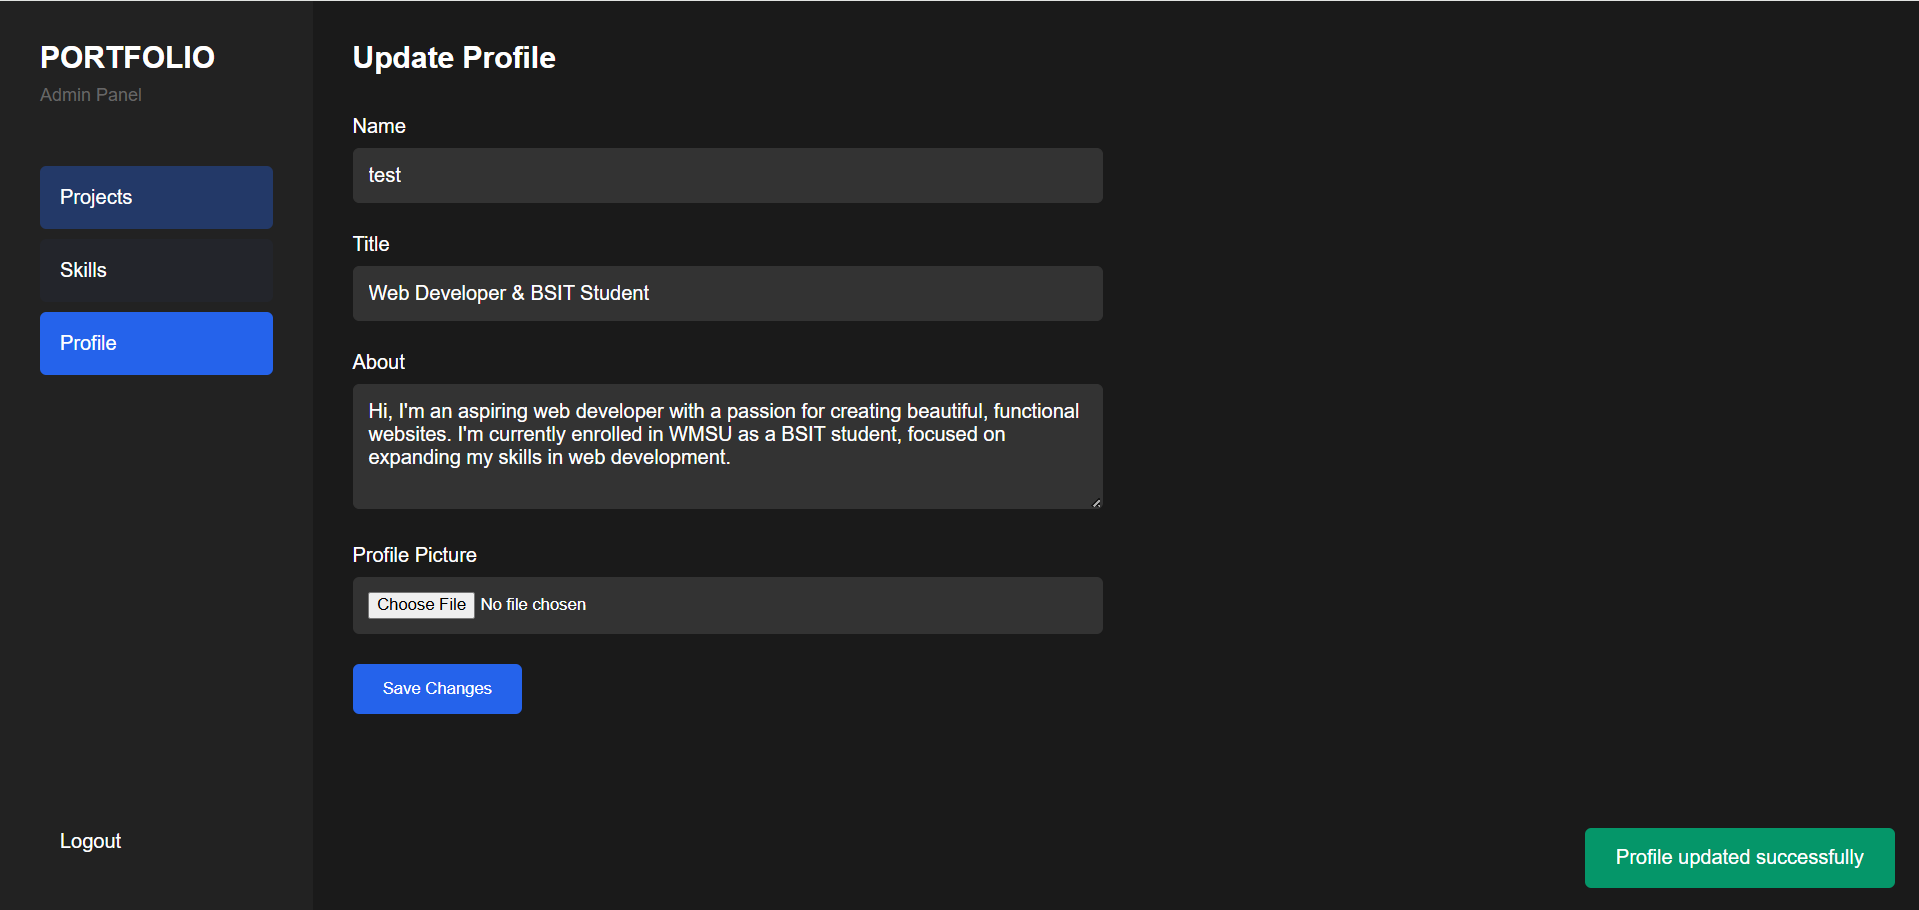 PORTFOLIO
Admin Panel
Projects
Skills
Profile
Logout
Update Profile
Name
test
Title
Web Developer & BSIT Student
About
Hi, I'm an aspiring web developer with a passion for creating beautiful, functional
websites. I'm currently enrolled in WMSU as a BSIT student, focused on
expanding my skills in web development.
Profile Picture
Choose File No file chosen
Save Changes
Profile updated successfully